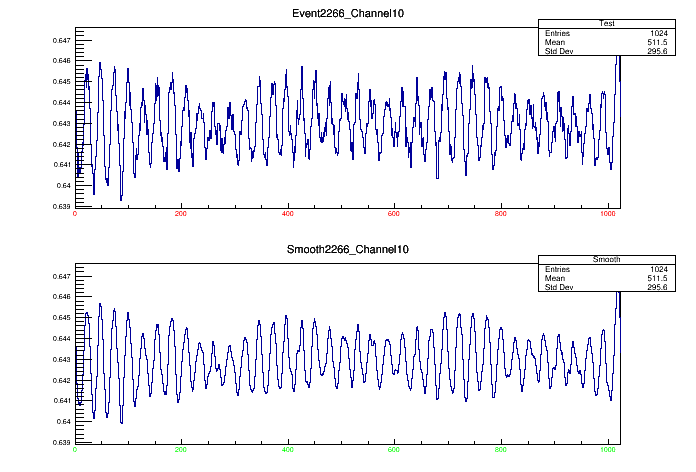 Event2266_Channel10
Test
Entries 1024
Mean 511.5
Std Dev 295.6
0.647
0.646
0.645
0.644
0.643
0.642
0.641
0.64
0.639
0 200 400 600 800 1000
Smooth2266_Channel10
Smooth
Entries 1024
Mean 511.5
Std Dev 295.6
0.647
0.646
0.645
0.644
0.643
0.642
0.641
0.64
0.639
0 200 400 600 800 1000